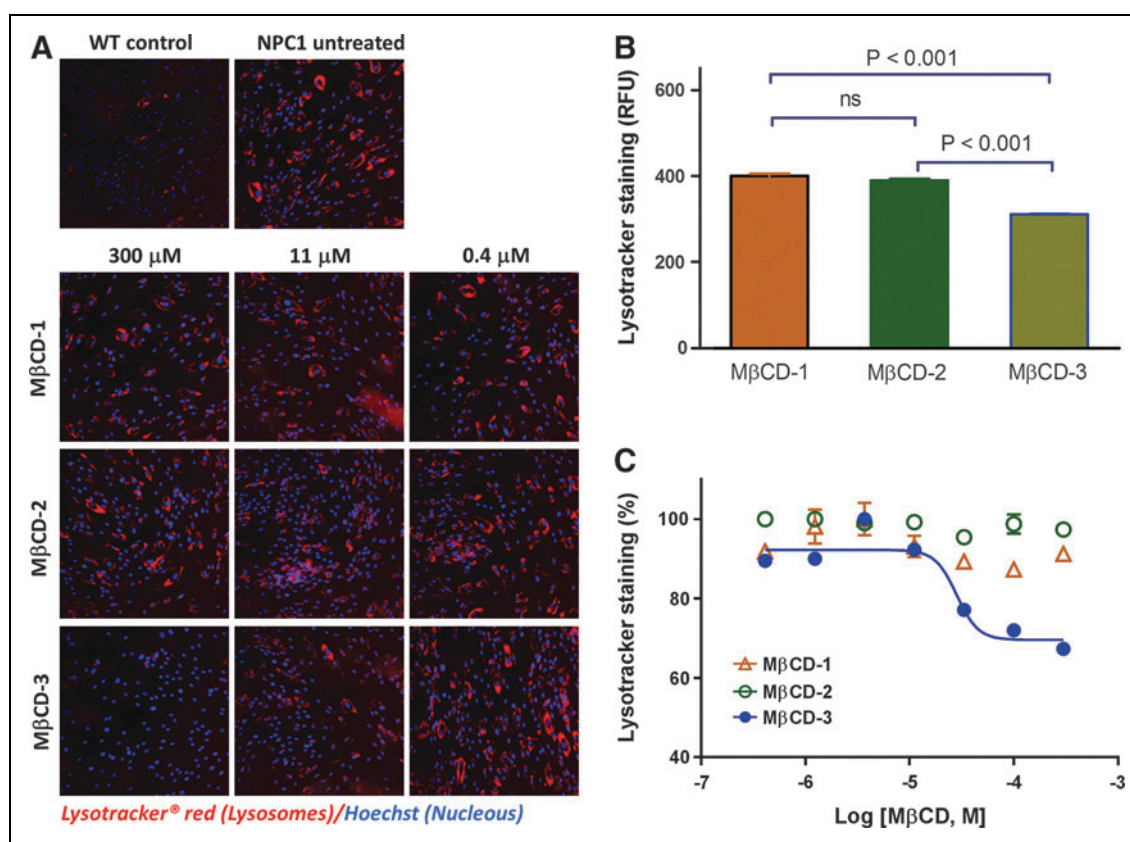 A
WT control NPC1 untreated
300 μM 11 μM 0.4 μM
MβCD-1
MβCD-2
MβCD-3
Lysotracker® red (Lysosomes)/Hoechst (Nucleous)
B
Lysotracker staining (RFU)
600
400
200
0
P < 0.001
ns
P < 0.001
MβCD-1 MβCD-2 MβCD-3
C
Lysotracker staining (%)
100
80
60
40
MβCD-1
MβCD-2
MβCD-3
-7 -6 -5 -4 -3
Log [MβCD, M]